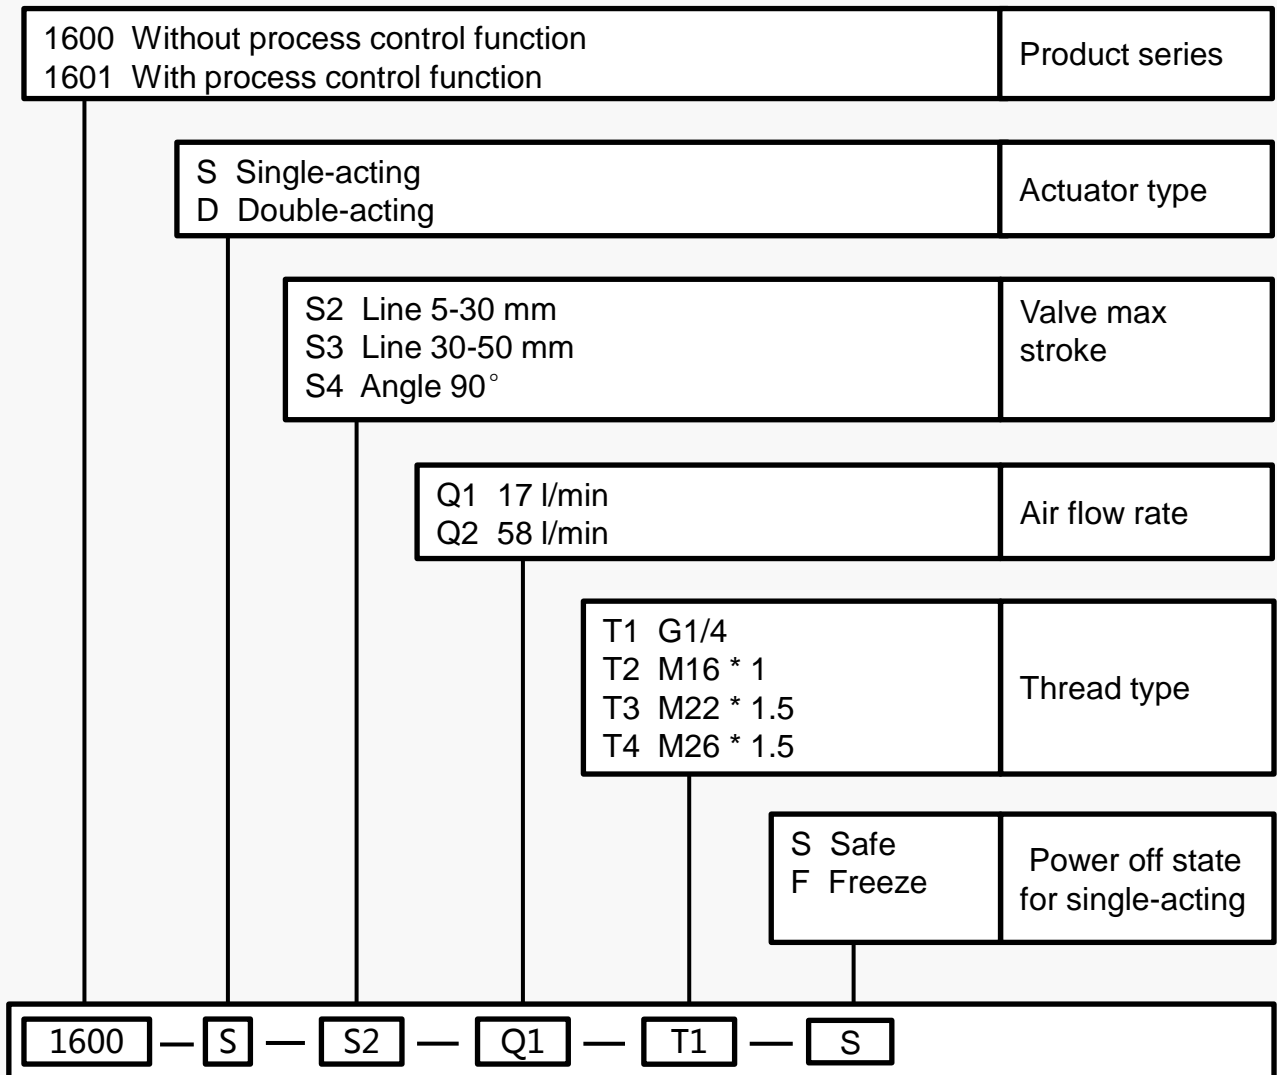 1600 Without process control function
1601 With process control function
Product series
S Single-acting
D Double-acting
Actuator type
S2 Line 5-30 mm
S3 Line 30-50 mm
S4 Angle 90°
Valve max
stroke
Q1 17 l/min
Q2 58 l/min
Air flow rate
T1 G1/4
T2 M16 * 1
T3 M22 * 1.5
T4 M26 * 1.5
Thread type
S Safe
F Freeze
Power off state
for single-acting
1600 — S — S2 — Q1 — T1 — S